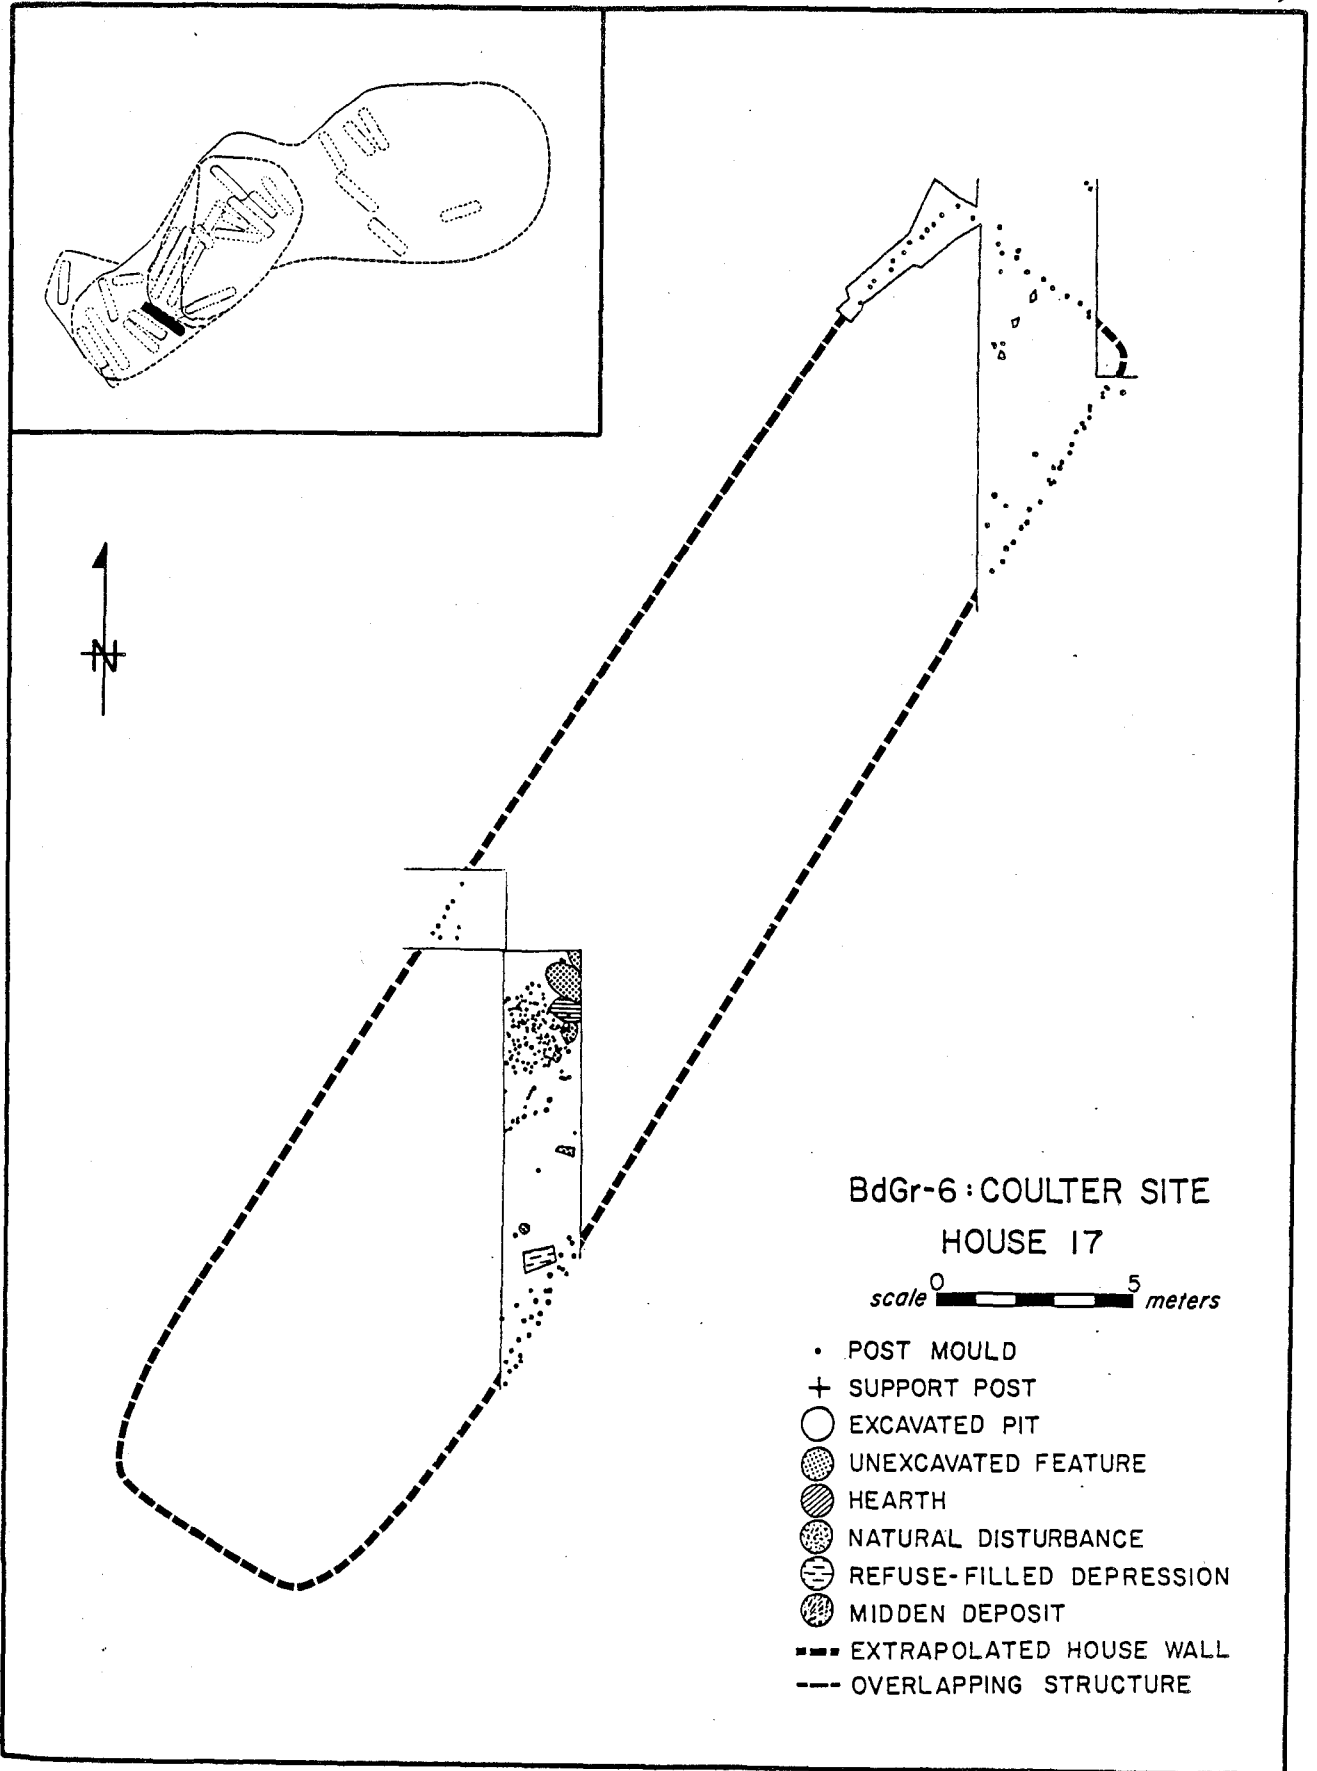 N
BdGr-6: COULTER SITE
HOUSE 17
0 5
scale meters
POST MOULD
SUPPORT POST
EXCAVATED PIT
UNEXCAVATED FEATURE
HEARTH
NATURAL DISTURBANCE
REFUSE-FILLED DEPRESSION
MIDDEN DEPOSIT
EXTRAPOLATED HOUSE WALL
OVERLAPPING STRUCTURE